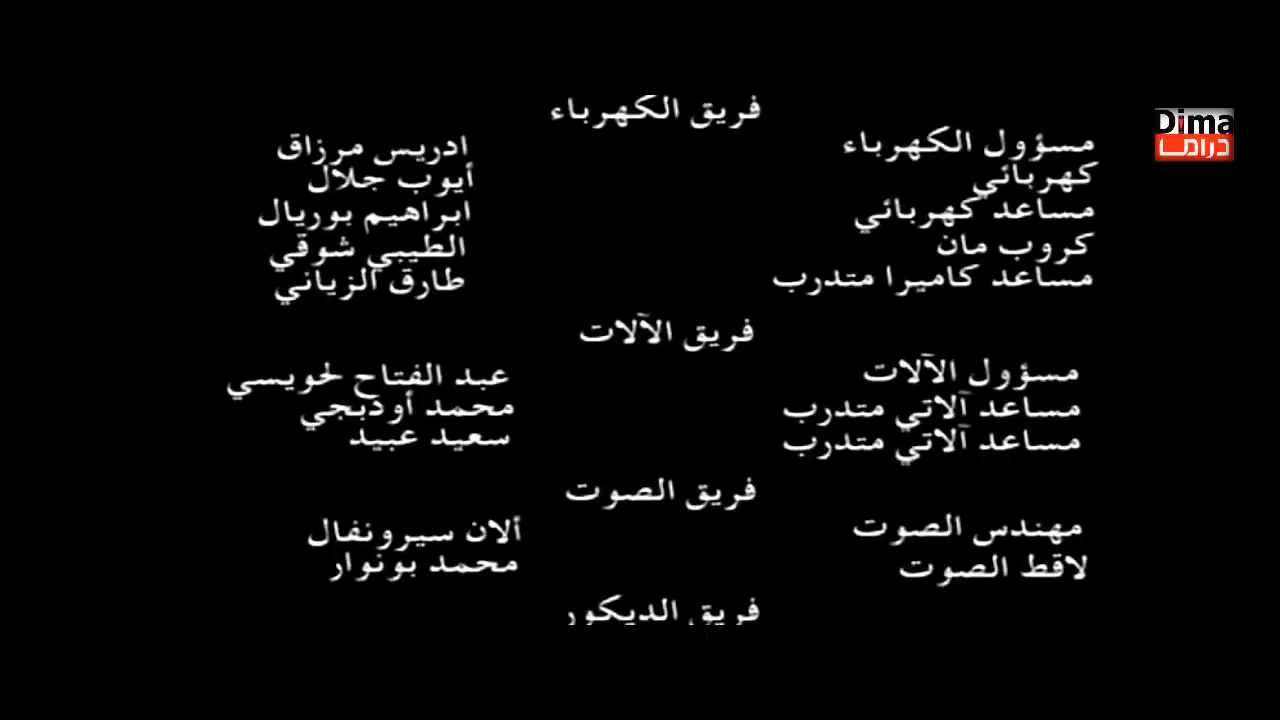 فريق الكهرباء
مسؤول الكهرباء ادريس مرزاق
كهربائي أيوب جلال
مساعد كهربائي ابراهيم بوريال
كروب مان الطيبي شوقي
مساعد كاميرا متدرب طارق الزياني
فريق الآلات
مسؤول الآلات عبد الفتاح لحويسي
مساعد آلاتي متدرب محمد أودبجي
مساعد آلاتي متدرب سعيد عبيد
فريق الصوت
مهندس الصوت ألان سيرونفال
لاقط الصوت محمد بونوار
فريق الديكور
Dima
دراما